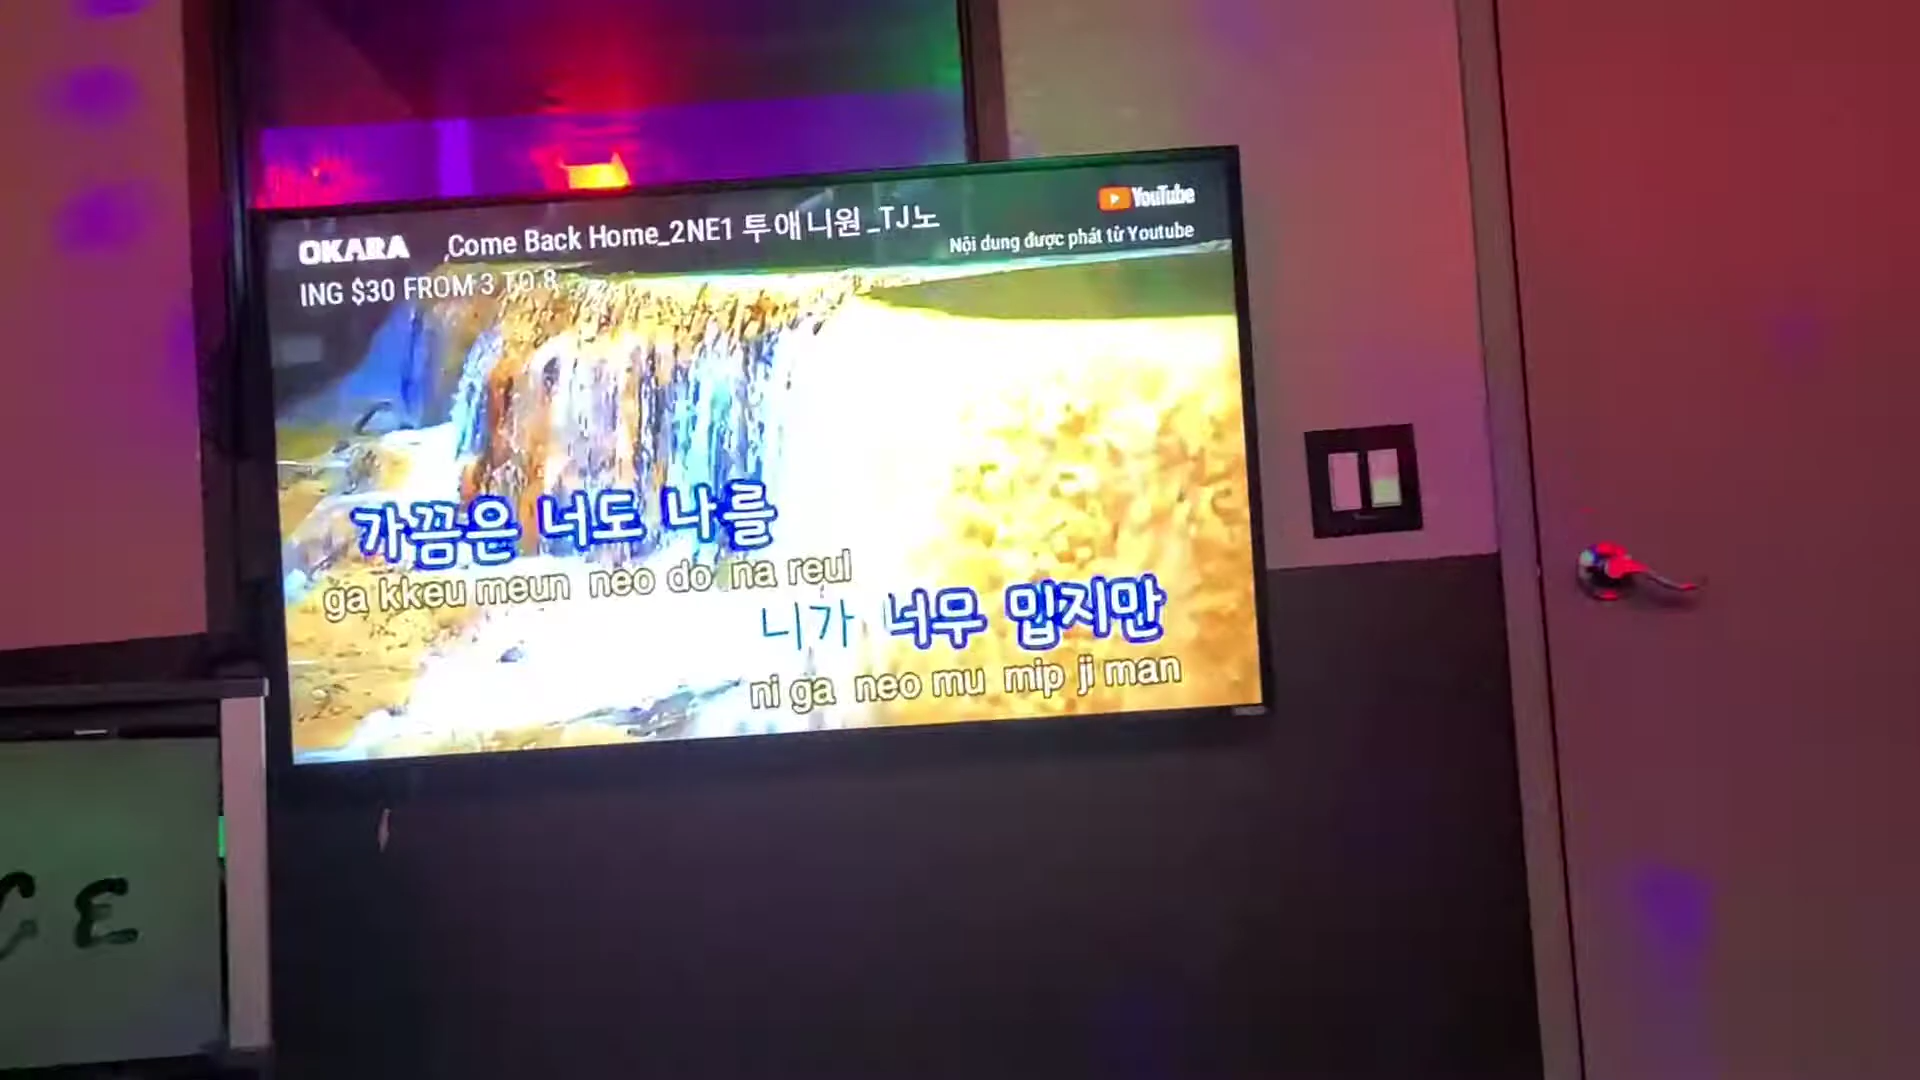 OKARA
,Come Back Home_2NE1 투애니원_TJ노
YouTube
Nội dung được phát từ Youtube
ING $30 FROM 3 TO 8
가끔은 너도 나를
ga kkeu meun neo do na reul
니가 너무 밉지만
ni ga neo mu mip ji man
C E